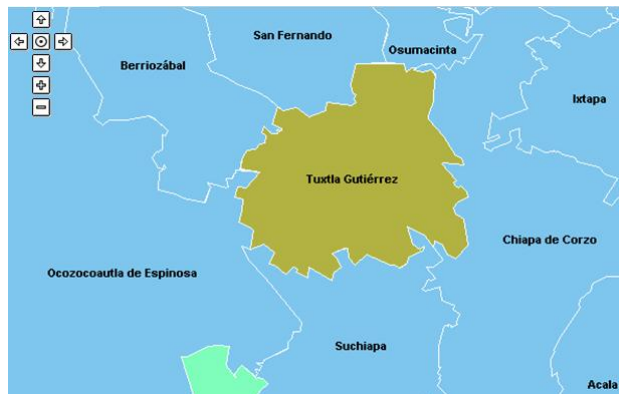 San Fernando
Osumacinta
Berriozábal
Ixtapa
Tuxtla Gutiérrez
Chiapa de Corzo
Ocozocoautla de Espinosa
Suchiapa
Acala